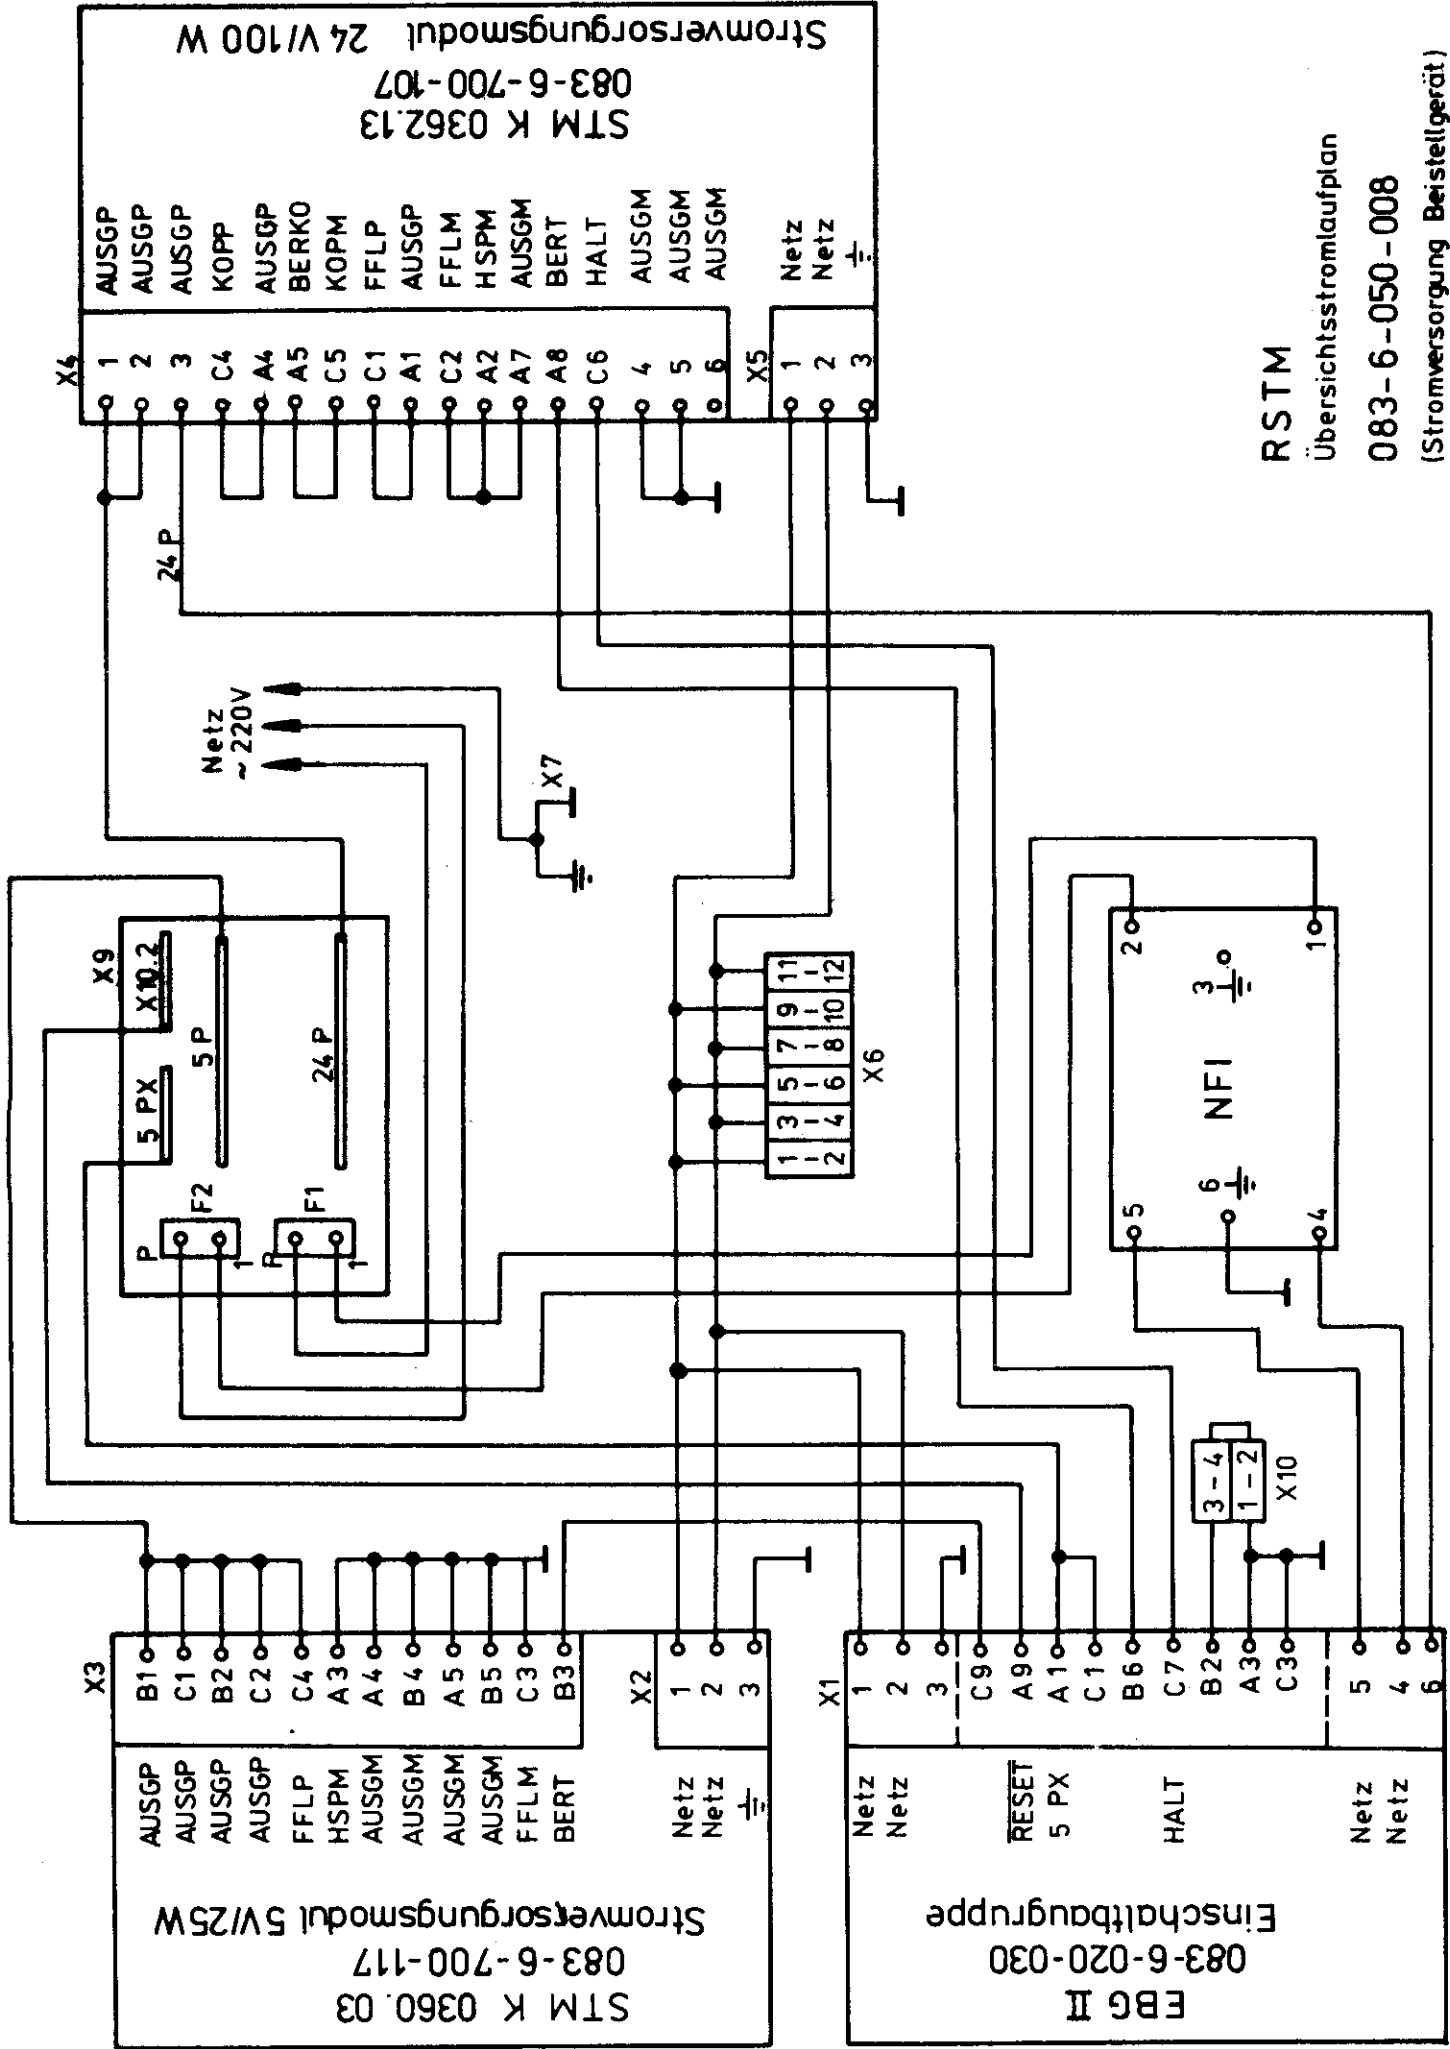 STM K 0360.03
083-6-700-117
Stromversorgungsmodul 5V/25W
X3
AUSGP B1
AUSGP C1
AUSGP B2
AUSGP C2
FFLP C4
HSPM A3
AUSGM A4
AUSGM B4
AUSGM A5
AUSGM B5
FFLM C3
BERT B3
X2
Netz 1
Netz 2
3
EBG II
083-6-020-030
Einschaltbaugruppe
X1
Netz 1
Netz 2
3
C9
RESET A9
5 PX A1
C1
B6
HALT C7
B2
A3
C3
Netz 5
Netz 4
6
X10
3-4
1-2
X9
X10.2
5 PX
5 P
24 P
P
F2
1
F1
1
Netz
~220V
X7
X6
1-2
3-4
5-6
7-8
9-10
11-12
NFI
5
6
4
2
3
1
24 P
X4
1 AUSGP
2 AUSGP
3 AUSGP
C4 KOPP
A4 AUSGP
A5 BERKO
C5 KOPM
C1 FFLP
A1 AUSGP
C2 FFLM
A2 HSPM
A7 AUSGM
A8 BERT
C6 HALT
4 AUSGM
5 AUSGM
6 AUSGM
X5
1 Netz
2 Netz
3
STM K 0362.13
083-6-700-107
Stromversorgungsmodul 24 V/100 W
RSTM
Übersichtsstromlaufplan
083-6-050-008
(Stromversorgung Beistellgerät)